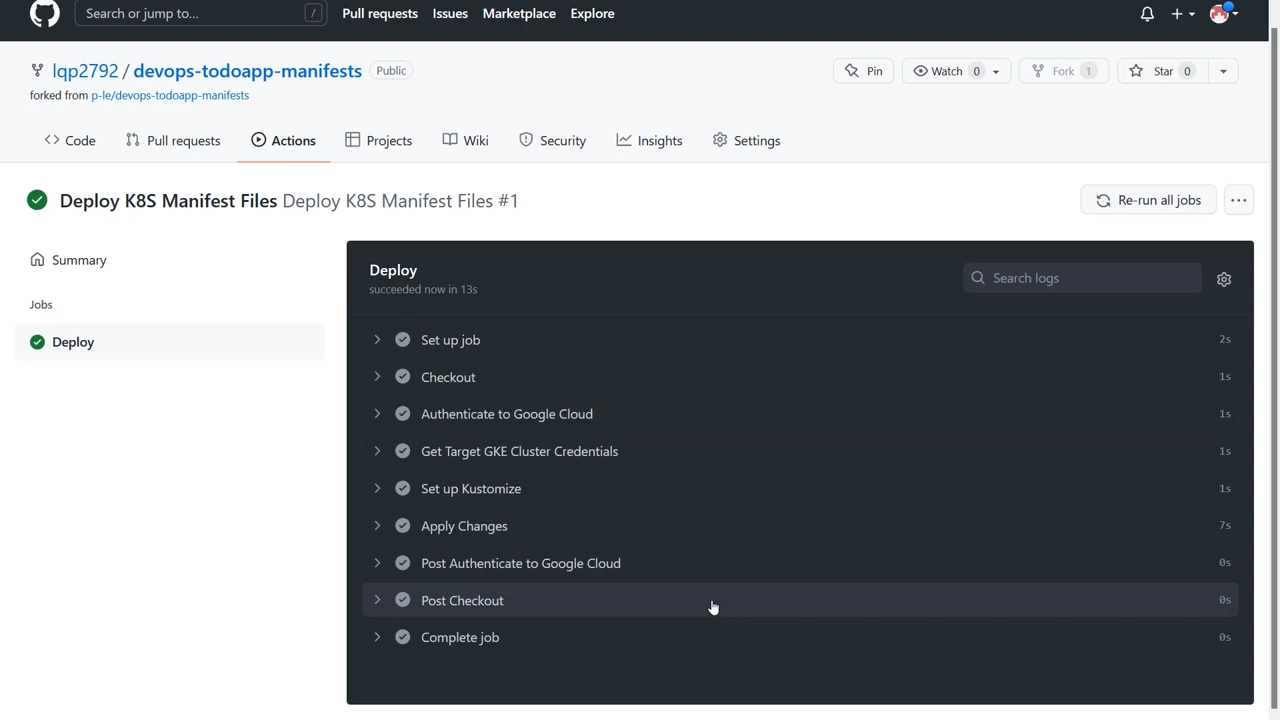 Search or jump to... / Pull requests Issues Marketplace Explore
lqp2792 / devops-todoapp-manifests Public Pin Watch 0 Fork 1 Star 0
forked from p-le/devops-todoapp-manifests
Code Pull requests Actions Projects Wiki Security Insights Settings
Deploy K8S Manifest Files Deploy K8S Manifest Files #1 Re-run all jobs ...
Summary
Jobs
Deploy
Deploy
succeeded now in 13s
Search logs
Set up job 2s
Checkout 1s
Authenticate to Google Cloud 1s
Get Target GKE Cluster Credentials 1s
Set up Kustomize 1s
Apply Changes 7s
Post Authenticate to Google Cloud 0s
Post Checkout 0s
Complete job 0s